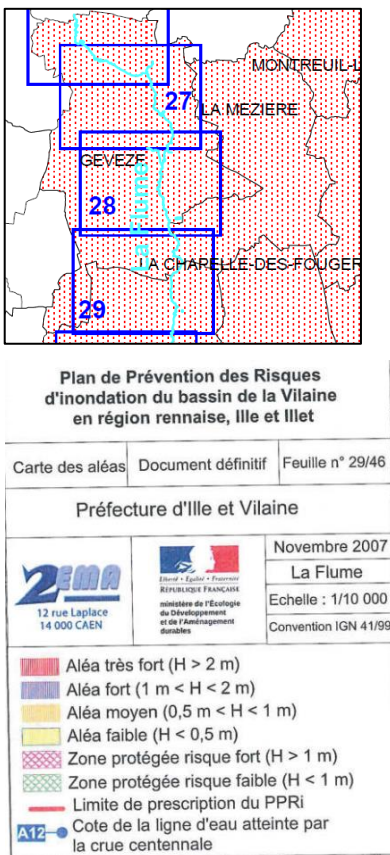 MONTREUIL-L
27
LA MEZIERE
GEVEZE
28
La Flume
LA CHAPELLE-DES-FOUGER
29
Plan de Prévention des Risques
d'inondation du bassin de la Vilaine
en région rennaise, Ille et Illet
Carte des aléas
Document définitif
Feuille n° 29/46
Préfecture d'Ille et Vilaine
2EMA
12 rue Laplace
14 000 CAEN
Liberté • Égalité • Fraternité
RÉPUBLIQUE FRANÇAISE
ministère de l'Écologie
du Développement
et de l'Aménagement
durables
Novembre 2007
La Flume
Echelle : 1/10 000
Convention IGN 41/99
Aléa très fort (H > 2 m)
Aléa fort (1 m < H < 2 m)
Aléa moyen (0,5 m < H < 1 m)
Aléa faible (H < 0,5 m)
Zone protégée risque fort (H > 1 m)
Zone protégée risque faible (H < 1 m)
Limite de prescription du PPRi
A12 Cote de la ligne d'eau atteinte par
la crue centennale